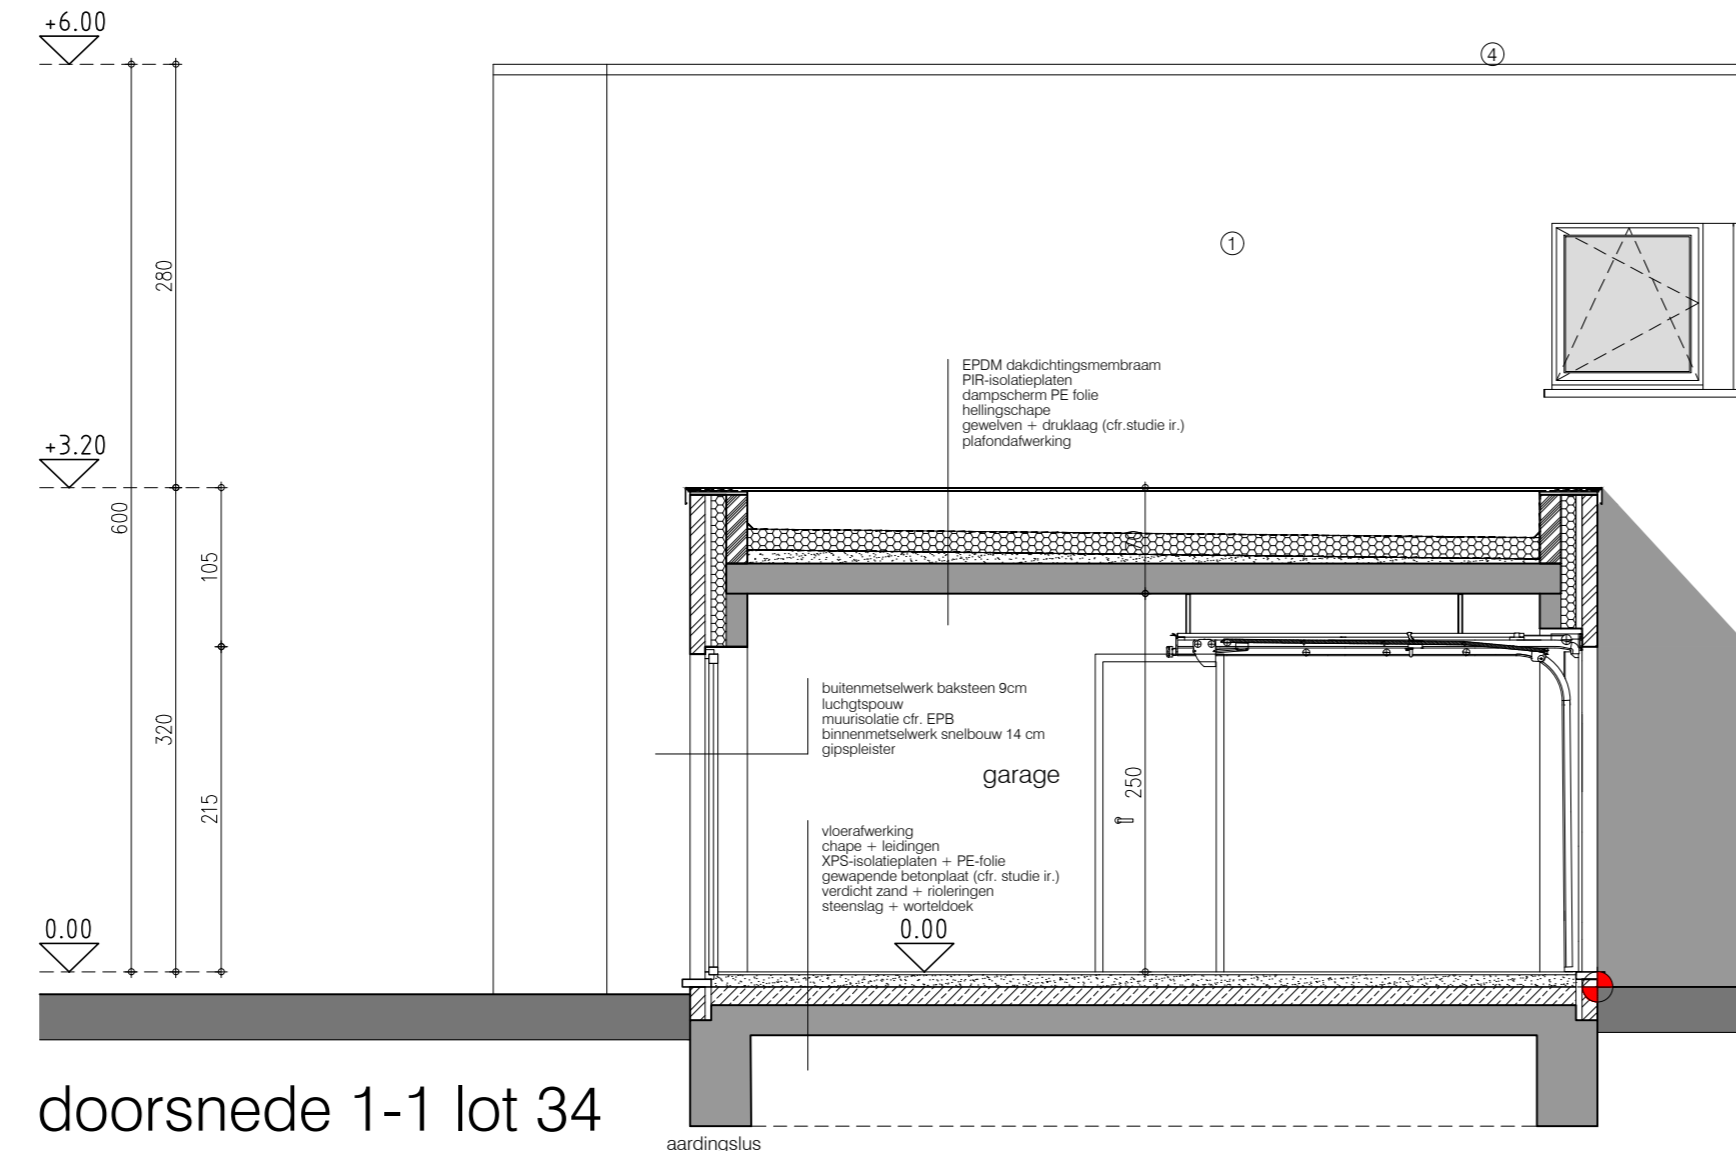 +6.00
4
280
1
EPDM dakdichtingsmembraam
PIR-isolatieplaten
dampscherm PE folie
hellingschape
gewelven + druklaag (cfr.studie ir.)
plafondafwerking
+3.20
600
105
70
buitenmetselwerk baksteen 9cm
luchgtspouw
muurisolatie cfr. EPB
binnenmetselwerk snelbouw 14 cm
gipspleister
320
garage
250
215
vloerafwerking
chape + leidingen
XPS-isolatieplaten + PE-folie
gewapende betonplaat (cfr. studie ir.)
verdicht zand + rioleringen
steenslag + worteldoek
0.00
0.00
doorsnede 1-1 lot 34
aardingslus